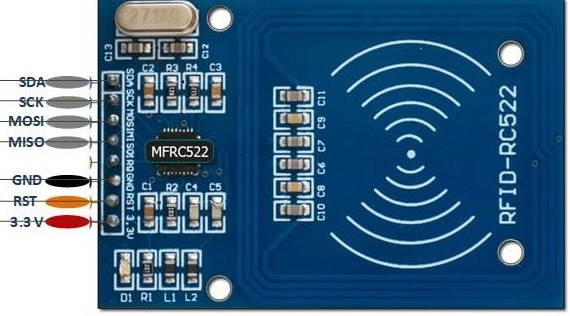 27.12
C13
C12
C2
R3
R4
C3
SDA
SCK
MOSI
MISO
GND
RST
3.3 V
SDA
SCK
MOSI
MISO
IRQ
GND
RST
3.3V
MFRC522
C1
R2
C4
C5
D1
R1
L1
L2
C11
C9
C7
C6
C8
C10
RFID-RC522